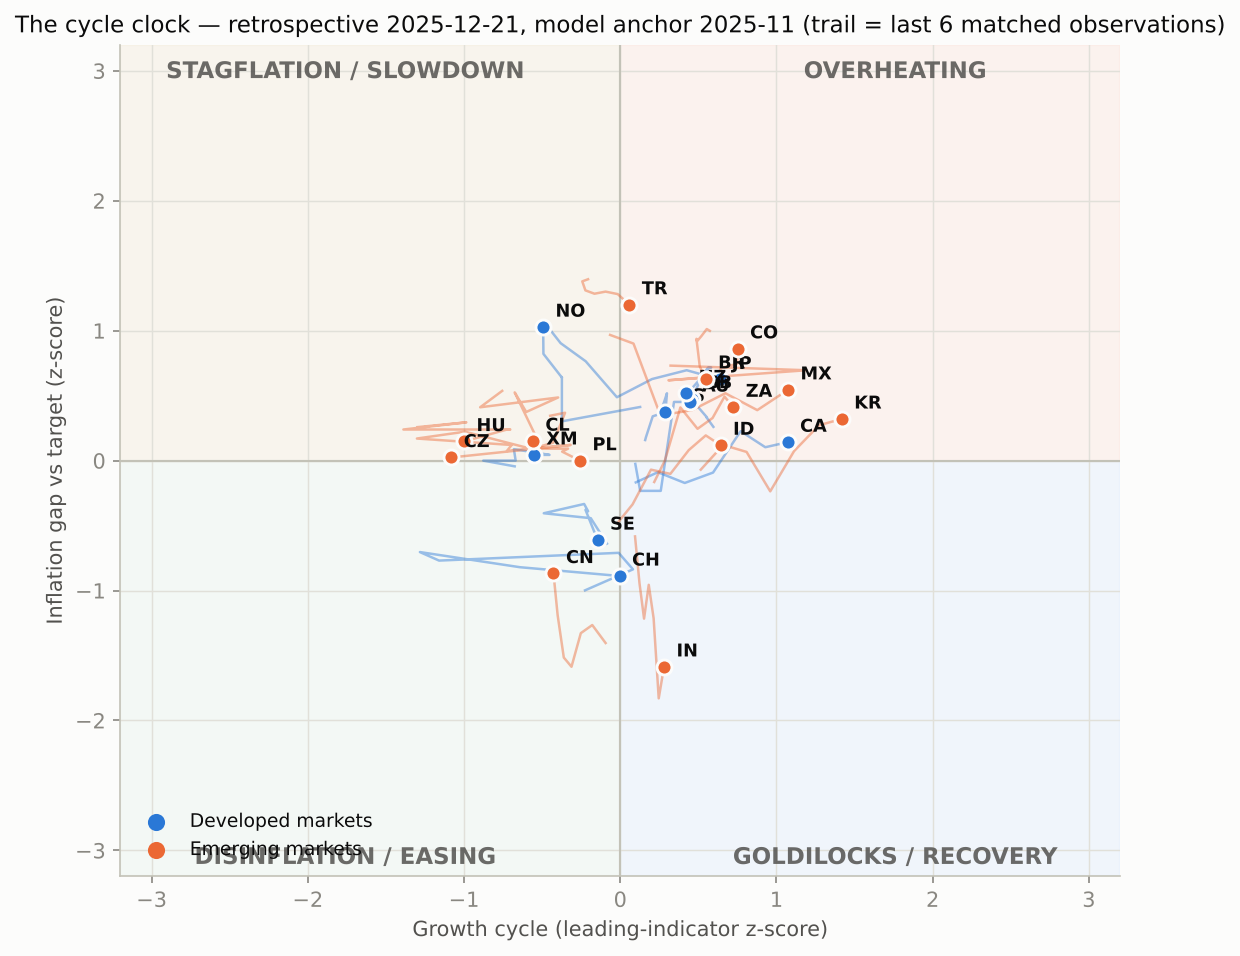 The cycle clock — retrospective 2025-12-21, model anchor 2025-11 (trail = last 6 matched observations)
STAGFLATION / SLOWDOWN
OVERHEATING
3
2
1
0
−1
−2
−3
Inflation gap vs target (z-score)
TR
NO
CO
JP
MX
ZA
KR
HU
CL
CZ
XM
PL
ID
CA
SE
CN
CH
IN
Developed markets
Emerging markets
DISINFLATION / EASING
GOLDILOCKS / RECOVERY
−3
−2
−1
0
1
2
3
Growth cycle (leading-indicator z-score)